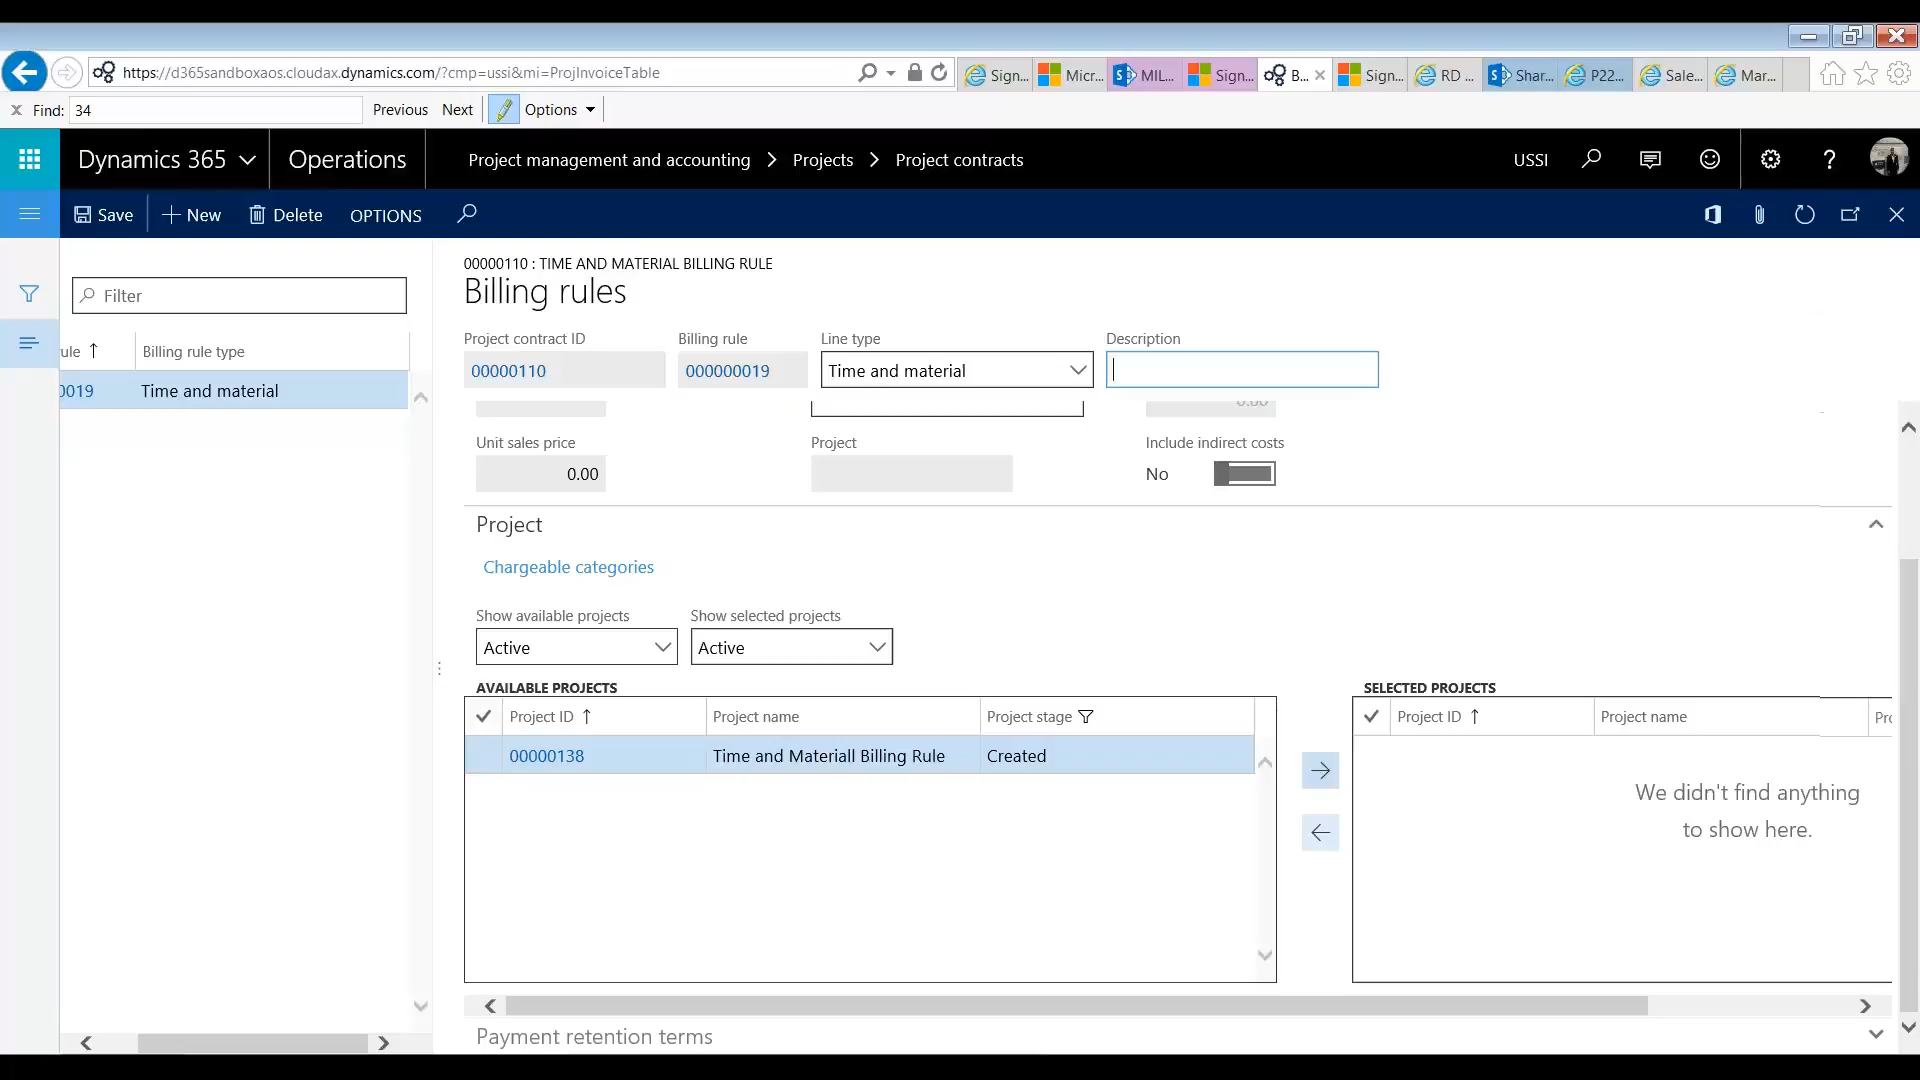 https://d365sandboxaos.cloudax.dynamics.com/?cmp=ussi&mi=ProjInvoiceTable
Sign...
Micr...
MIL...
Sign...
B...
Sign...
RD ...
Shar...
P22...
Sale...
Mar...
Find: 34
Previous Next Options
Dynamics 365 Operations
Project management and accounting > Projects > Project contracts
USSI
Save New Delete OPTIONS
Filter
ule
Billing rule type
0019 Time and material
00000110 : TIME AND MATERIAL BILLING RULE
Billing rules
Project contract ID Billing rule Line type Description
00000110 000000019 Time and material
0.00
Unit sales price Project Include indirect costs
0.00 No
Project
Chargeable categories
Show available projects Show selected projects
Active Active
AVAILABLE PROJECTS
Project ID Project name Project stage
00000138 Time and Materiall Billing Rule Created
SELECTED PROJECTS
Project ID Project name Prc
We didn't find anything
to show here.
Payment retention terms